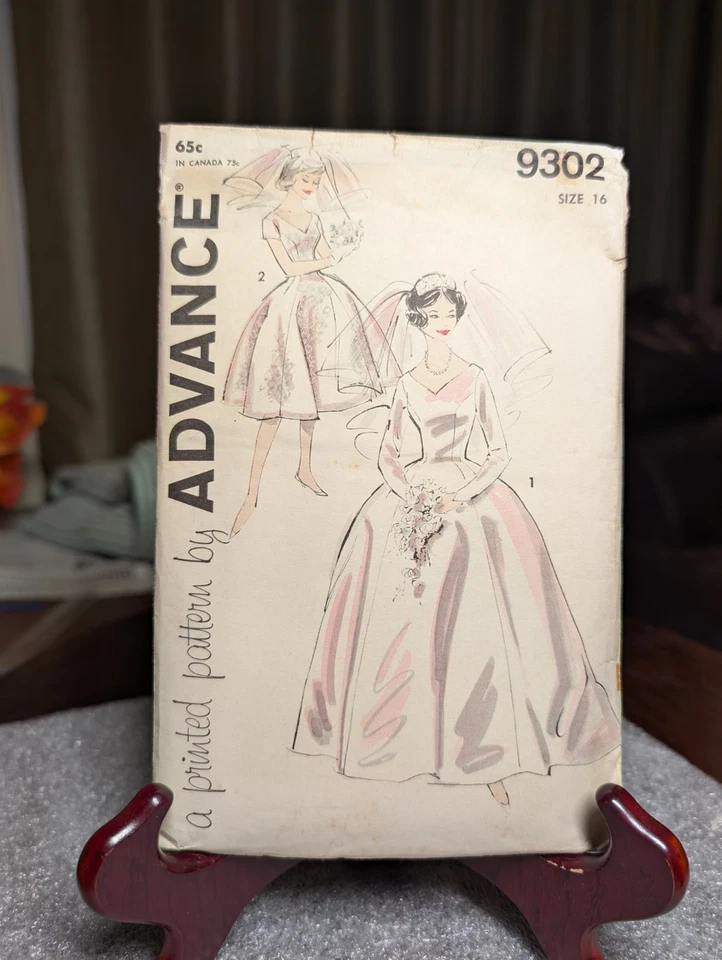 65c
IN CANADA 75c
9302
SIZE 16
a printed pattern by ADVANCE®
2
1